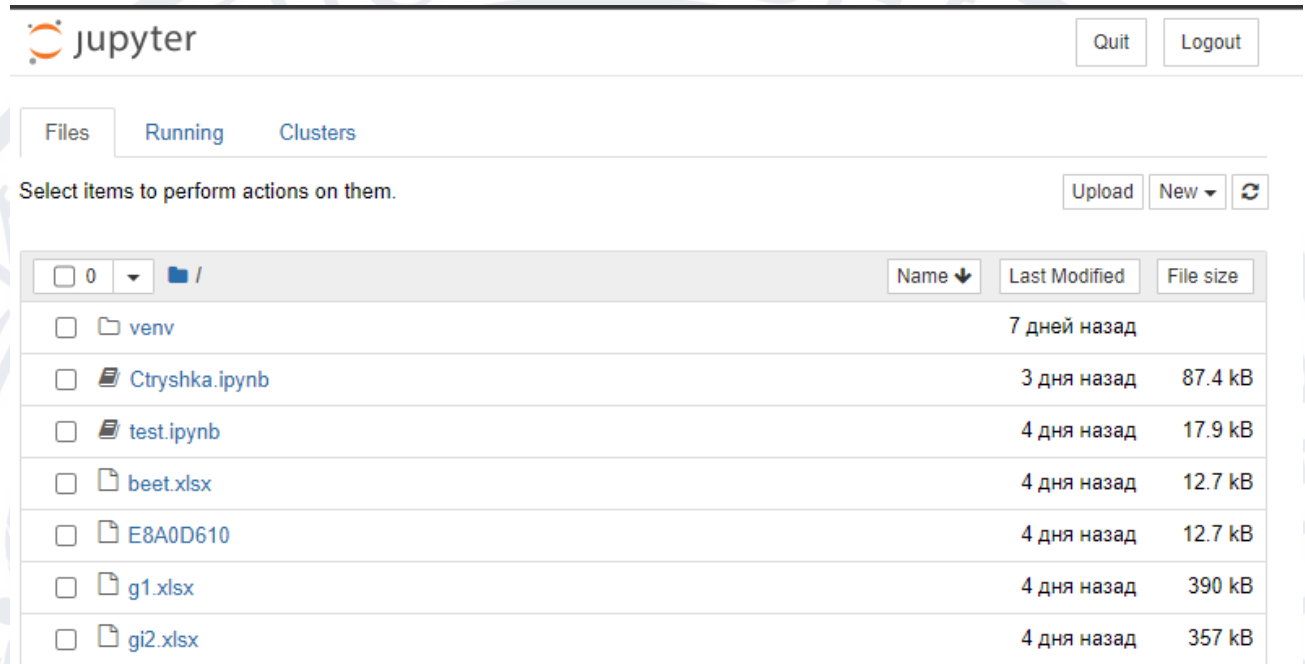 jupyter Quit Logout
Files Running Clusters
Select items to perform actions on them. Upload New
0 / Name Last Modified File size
venv 7 дней назад
Ctryshka.ipynb 3 дня назад 87.4 kB
test.ipynb 4 дня назад 17.9 kB
beet.xlsx 4 дня назад 12.7 kB
E8A0D610 4 дня назад 12.7 kB
g1.xlsx 4 дня назад 390 kB
gi2.xlsx 4 дня назад 357 kB